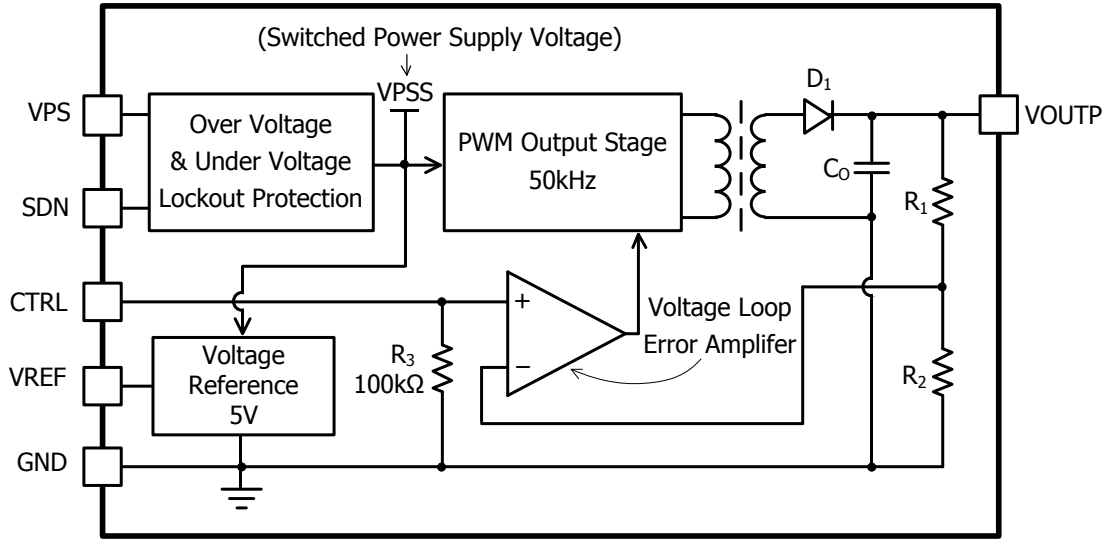 (Switched Power Supply Voltage)
VPSS
D1
VPS
Over Voltage
& Under Voltage
Lockout Protection
PWM Output Stage
50kHz
VOUTP
CO
R1
SDN
CTRL
+
Voltage Loop
Error Amplifer
R3
100kΩ
−
R2
VREF
Voltage
Reference
5V
GND